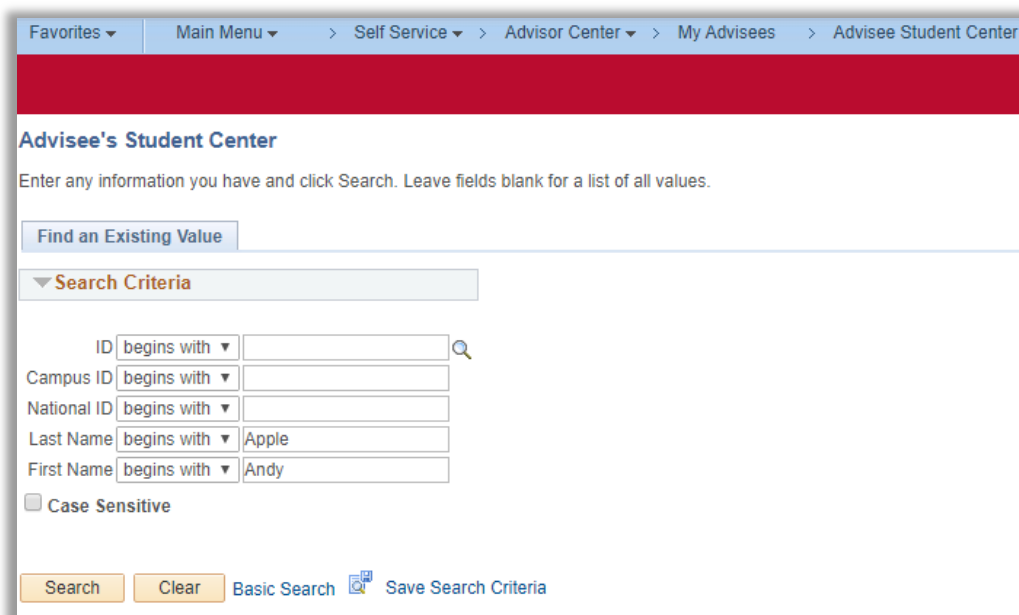 Favorites Main Menu > Self Service > Advisor Center > My Advisees > Advisee Student Center
Advisee's Student Center
Enter any information you have and click Search. Leave fields blank for a list of all values.
Find an Existing Value
Search Criteria
ID begins with
Campus ID begins with
National ID begins with
Last Name begins with Apple
First Name begins with Andy
Case Sensitive
Search Clear Basic Search Save Search Criteria